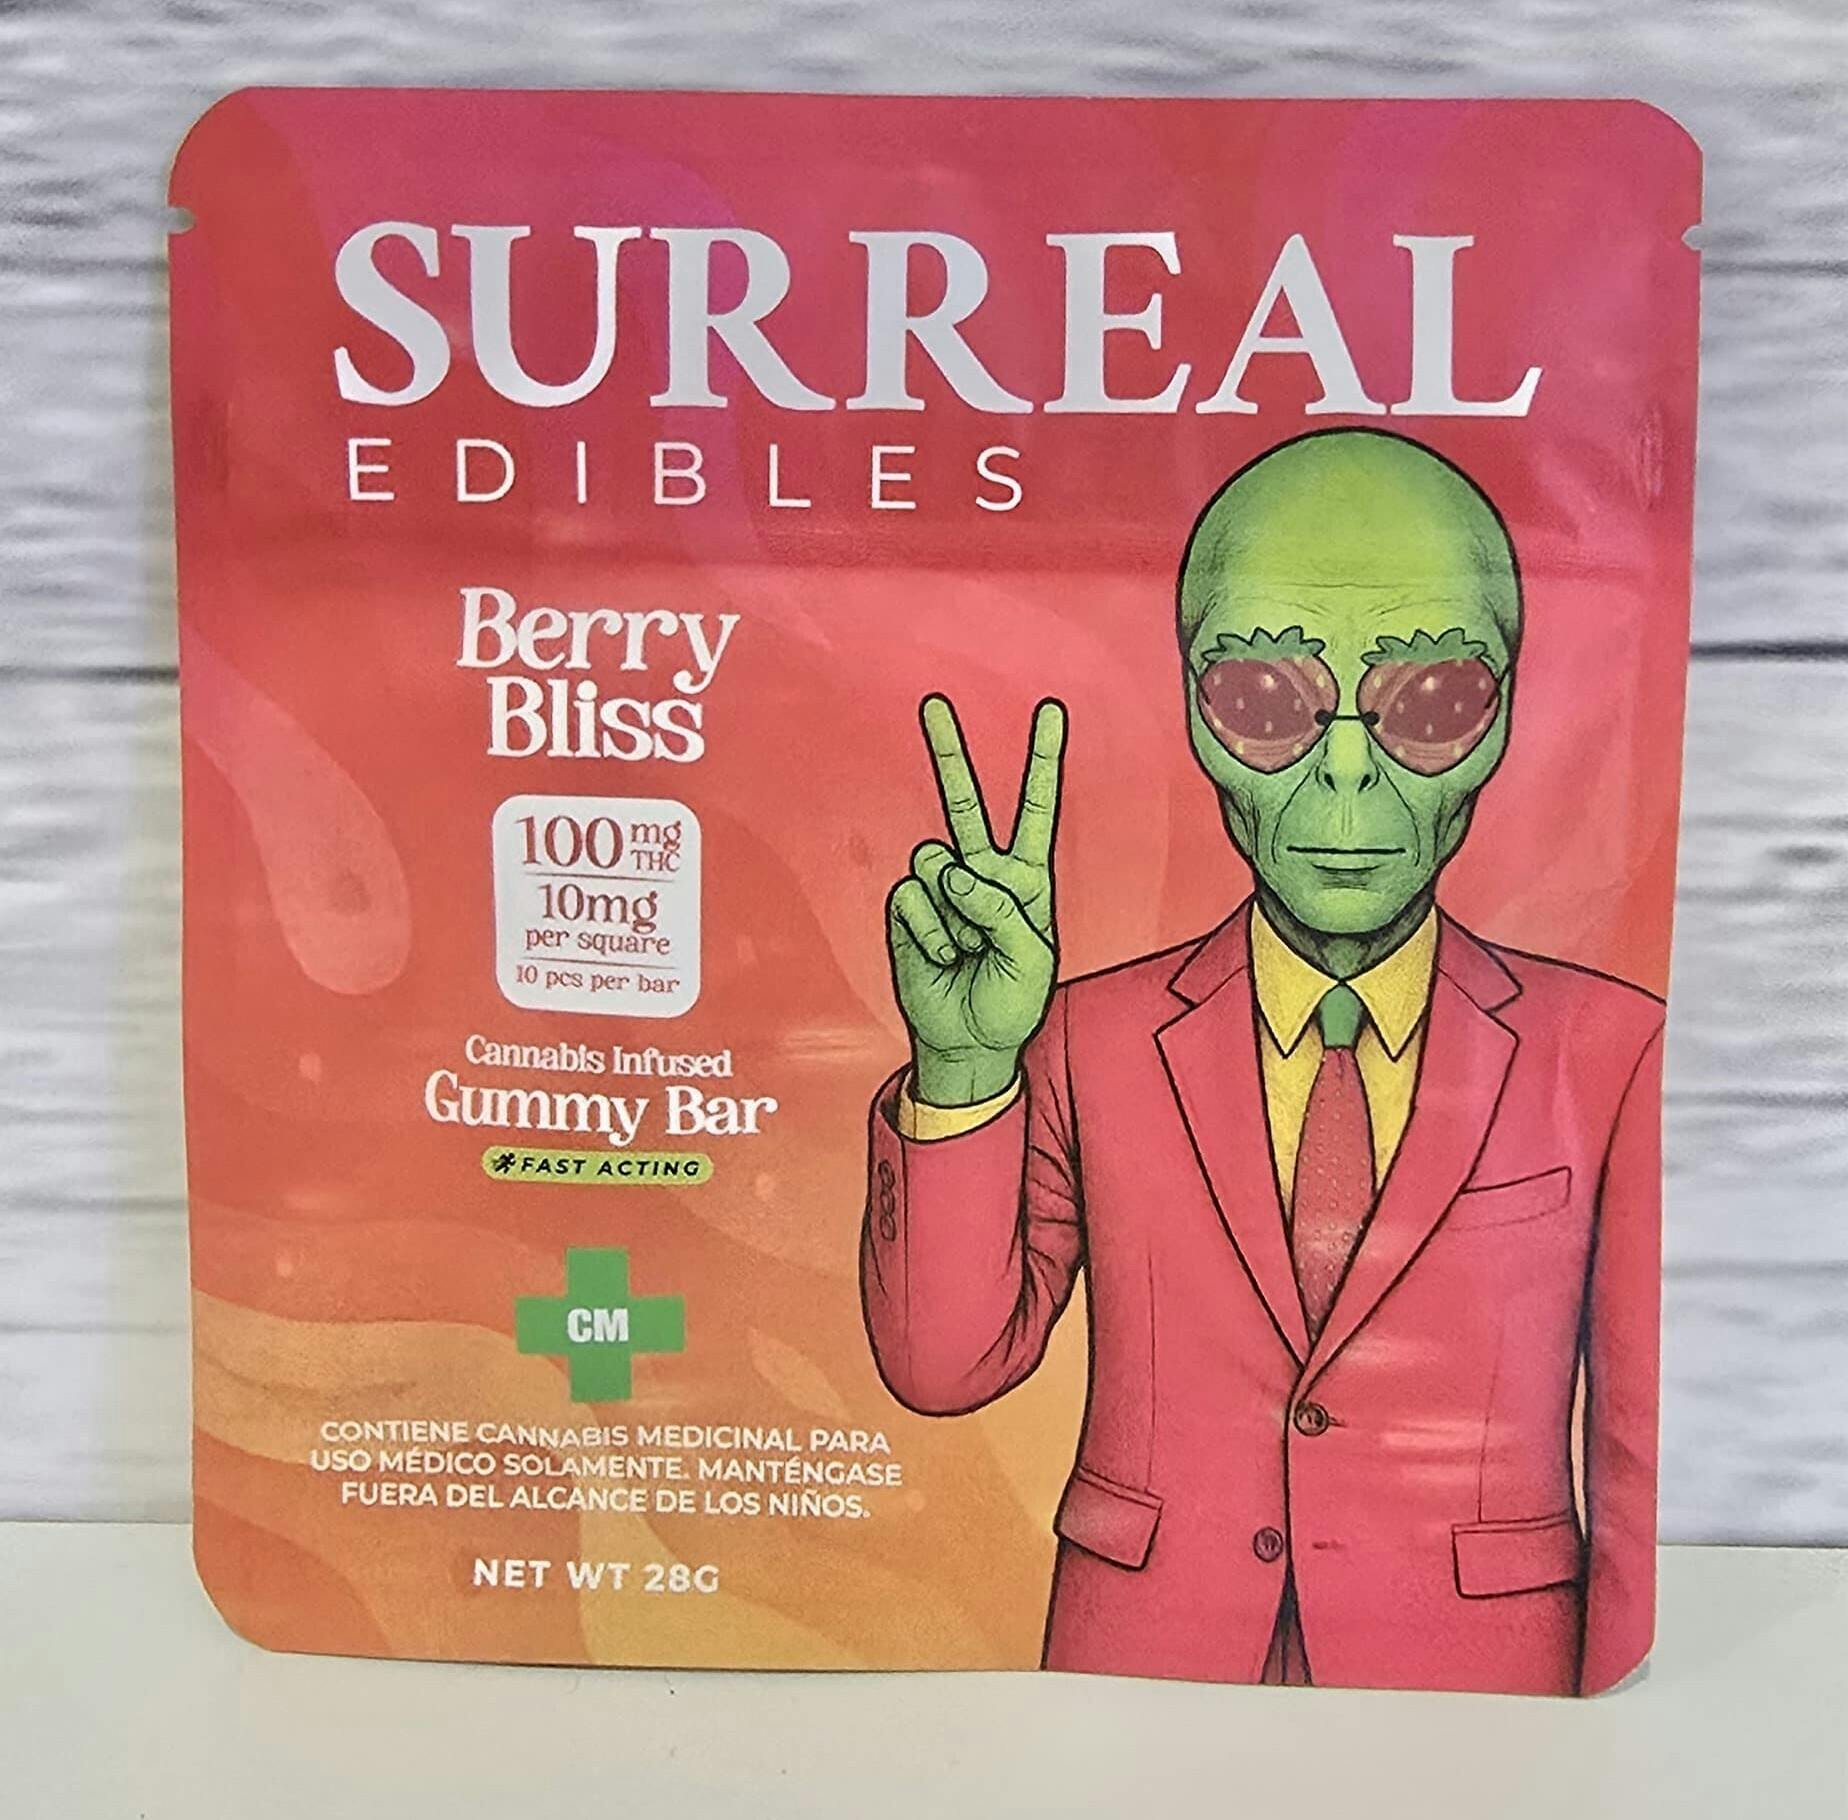 SURREAL
EDIBLES
Berry
Bliss
100 mg THC
10mg
per square
10 pcs per bar
Cannabis Infused
Gummy Bar
FAST ACTING
CM
CONTIENE CANNABIS MEDICINAL PARA
USO MÉDICO SOLAMENTE. MANTÉNGASE
FUERA DEL ALCANCE DE LOS NIÑOS.
NET WT 28G